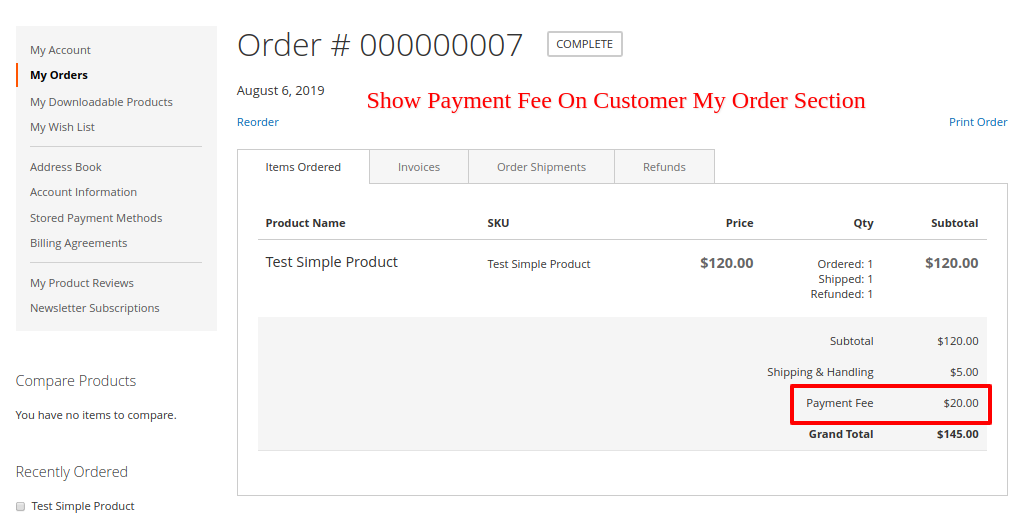 My Account
My Orders
My Downloadable Products
My Wish List
Address Book
Account Information
Stored Payment Methods
Billing Agreements
My Product Reviews
Newsletter Subscriptions
Compare Products
You have no items to compare.
Recently Ordered
Test Simple Product
Order # 000000007 COMPLETE
August 6, 2019
Show Payment Fee On Customer My Order Section
Reorder Print Order
Items Ordered Invoices Order Shipments Refunds
Product Name SKU Price Qty Subtotal
Test Simple Product Test Simple Product $120.00 Ordered: 1 $120.00
Shipped: 1
Refunded: 1
Subtotal $120.00
Shipping & Handling $5.00
Payment Fee $20.00
Grand Total $145.00